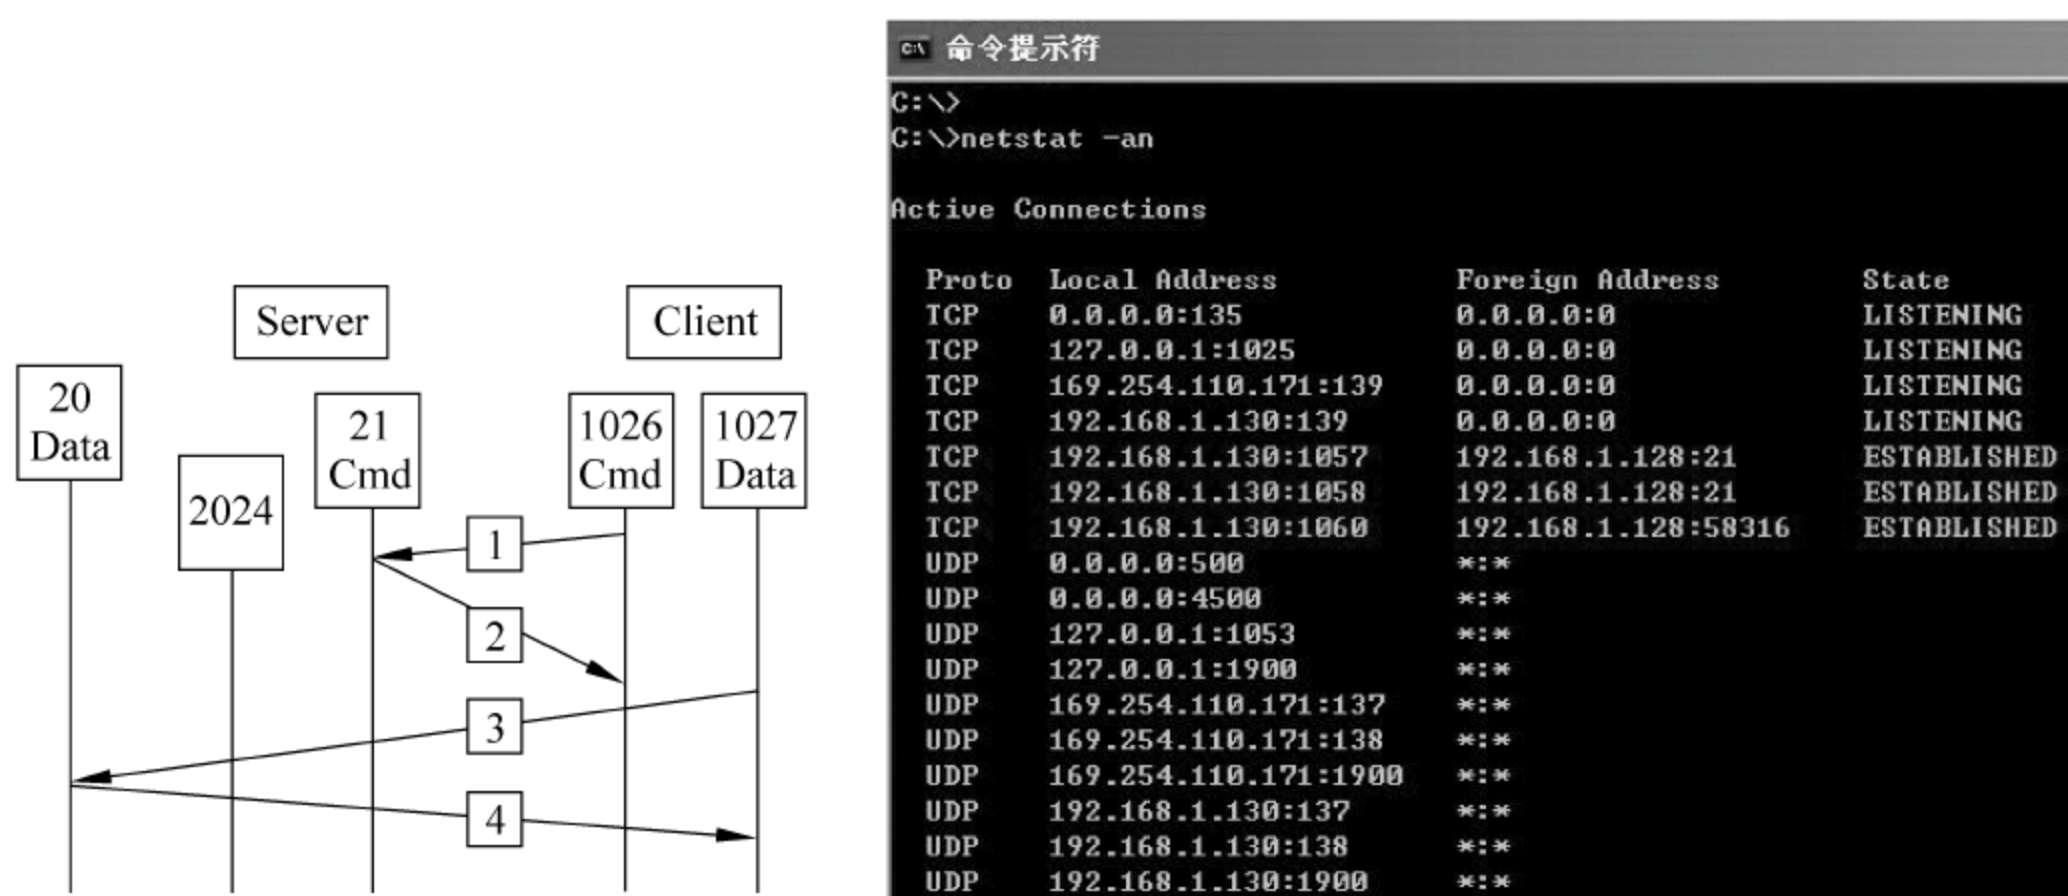 Server
Client
20
Data
2024
21
Cmd
1026
Cmd
1027
Data
1
2
3
4
C:\ 命令提示符
C:\>
C:\>netstat -an
Active Connections
Proto Local Address Foreign Address State
TCP 0.0.0.0:135 0.0.0.0:0 LISTENING
TCP 127.0.0.1:1025 0.0.0.0:0 LISTENING
TCP 169.254.110.171:139 0.0.0.0:0 LISTENING
TCP 192.168.1.130:139 0.0.0.0:0 LISTENING
TCP 192.168.1.130:1057 192.168.1.128:21 ESTABLISHED
TCP 192.168.1.130:1058 192.168.1.128:21 ESTABLISHED
TCP 192.168.1.130:1060 192.168.1.128:58316 ESTABLISHED
UDP 0.0.0.0:500 *:*
UDP 0.0.0.0:4500 *:*
UDP 127.0.0.1:1053 *:*
UDP 127.0.0.1:1900 *:*
UDP 169.254.110.171:137 *:*
UDP 169.254.110.171:138 *:*
UDP 169.254.110.171:1900 *:*
UDP 192.168.1.130:137 *:*
UDP 192.168.1.130:138 *:*
UDP 192.168.1.130:1900 *:*